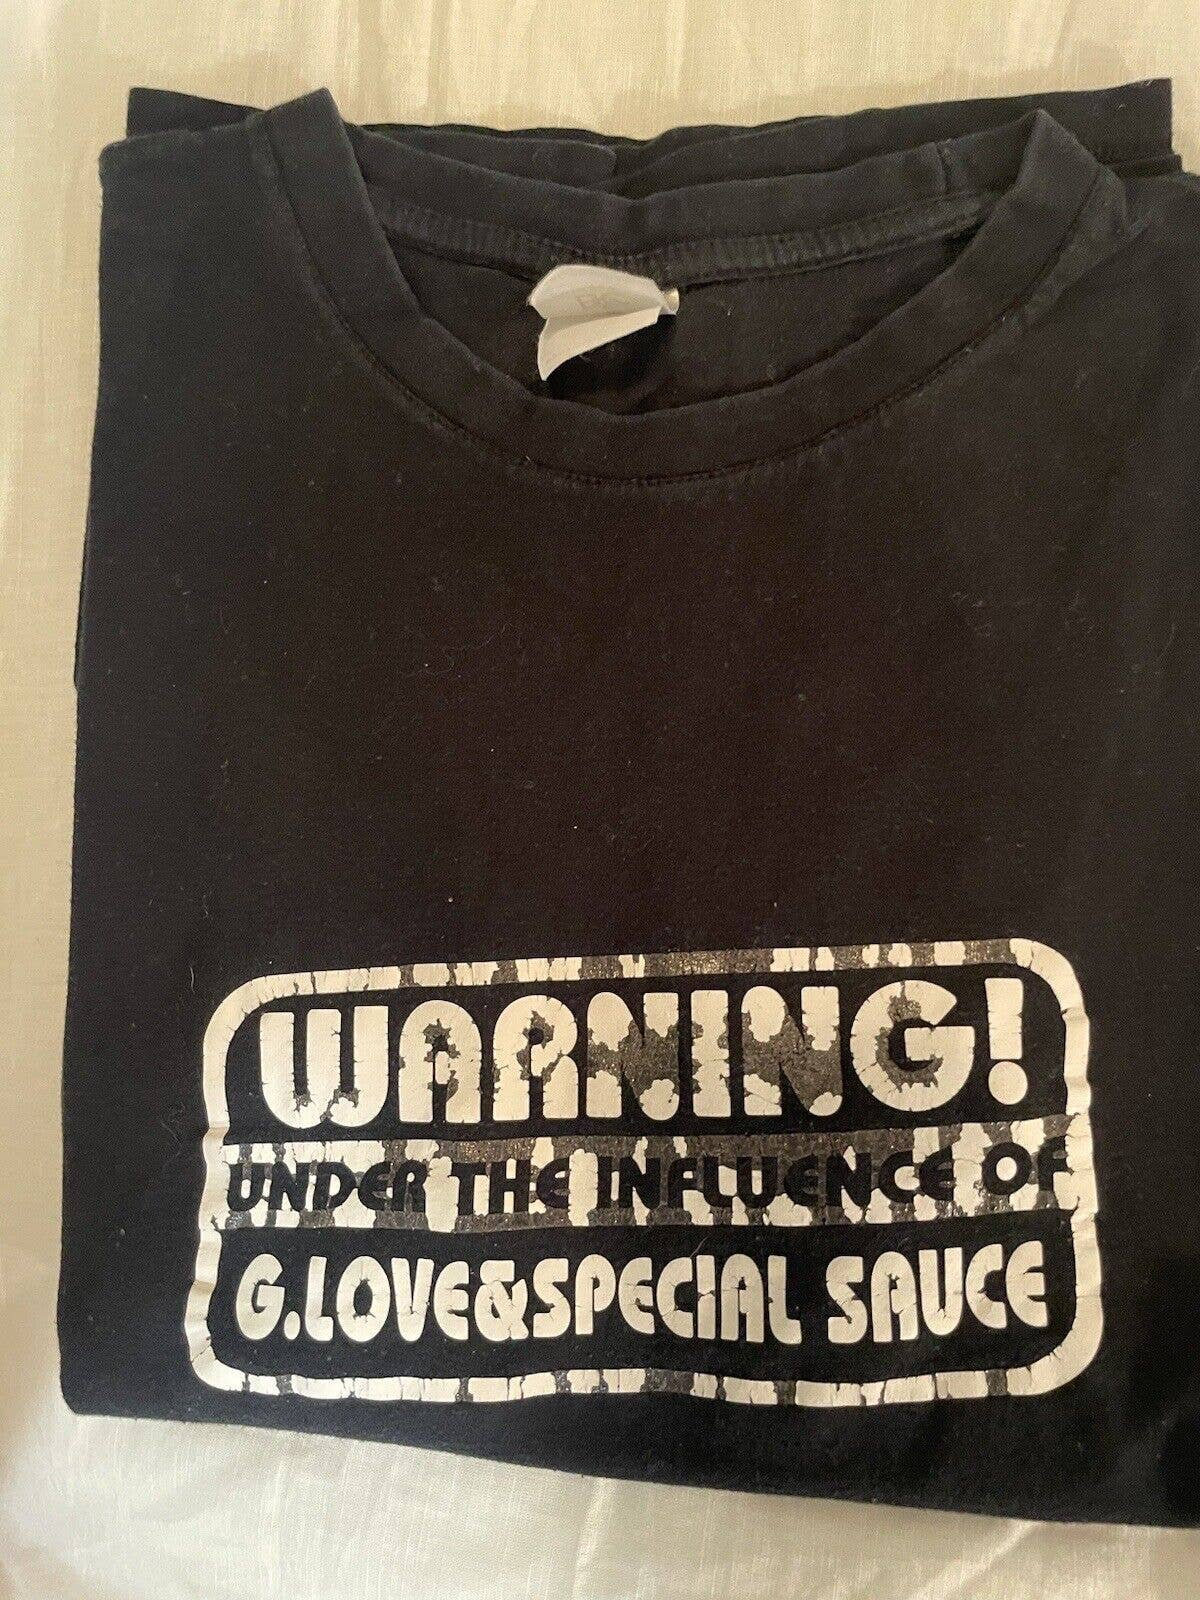 WARNING!
UNDER THE INFLUENCE OF
G.LOVE&SPECIAL SAUCE